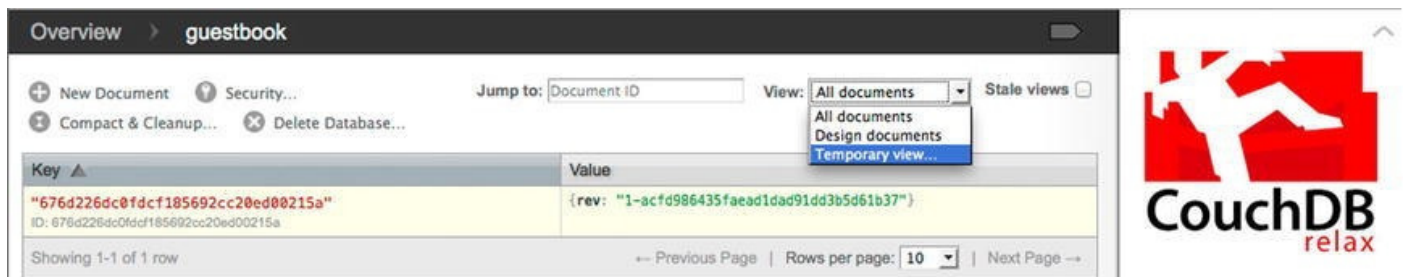 Overview guestbook
New Document Security... Jump to: Document ID View: All documents Stale views
Compact & Cleanup... Delete Database...
All documents
Design documents
Temporary view...
Key Value
"676d226dc0fdcf185692cc20ed00215a" {rev: "1-acfd986435faead1dad91dd3b5d61b37"}
ID: 676d226dc0fdcf185692cc20ed00215a
Showing 1-1 of 1 row ← Previous Page | Rows per page: 10 | Next Page →
CouchDB
relax